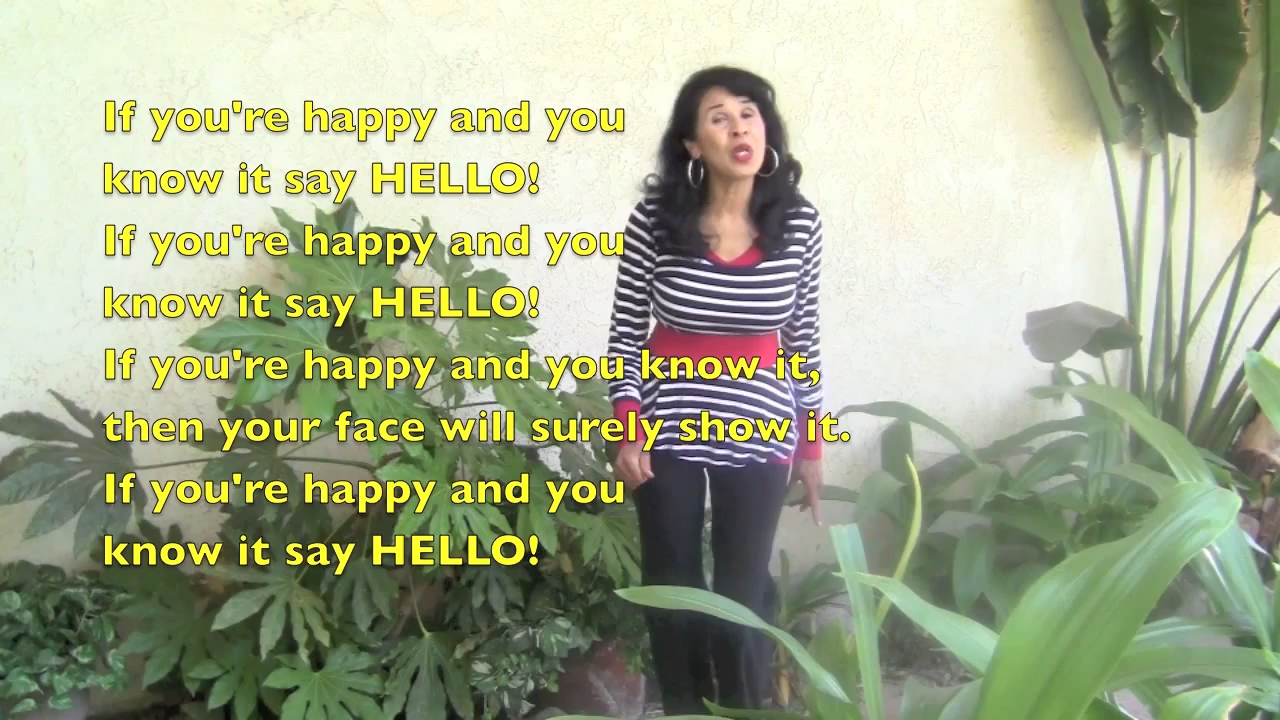 If you're happy and you
know it say HELLO!
If you're happy and you
know it say HELLO!
If you're happy and you know it,
then your face will surely show it.
If you're happy and you
know it say HELLO!